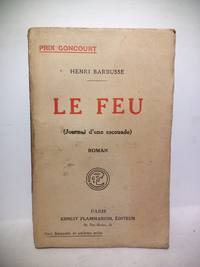 PRIX GONCOURT
HENRI BARBUSSE
LE FEU
(Journal d'une escouade)
ROMAN
PARIS
ERNEST FLAMMARION, ÉDITEUR